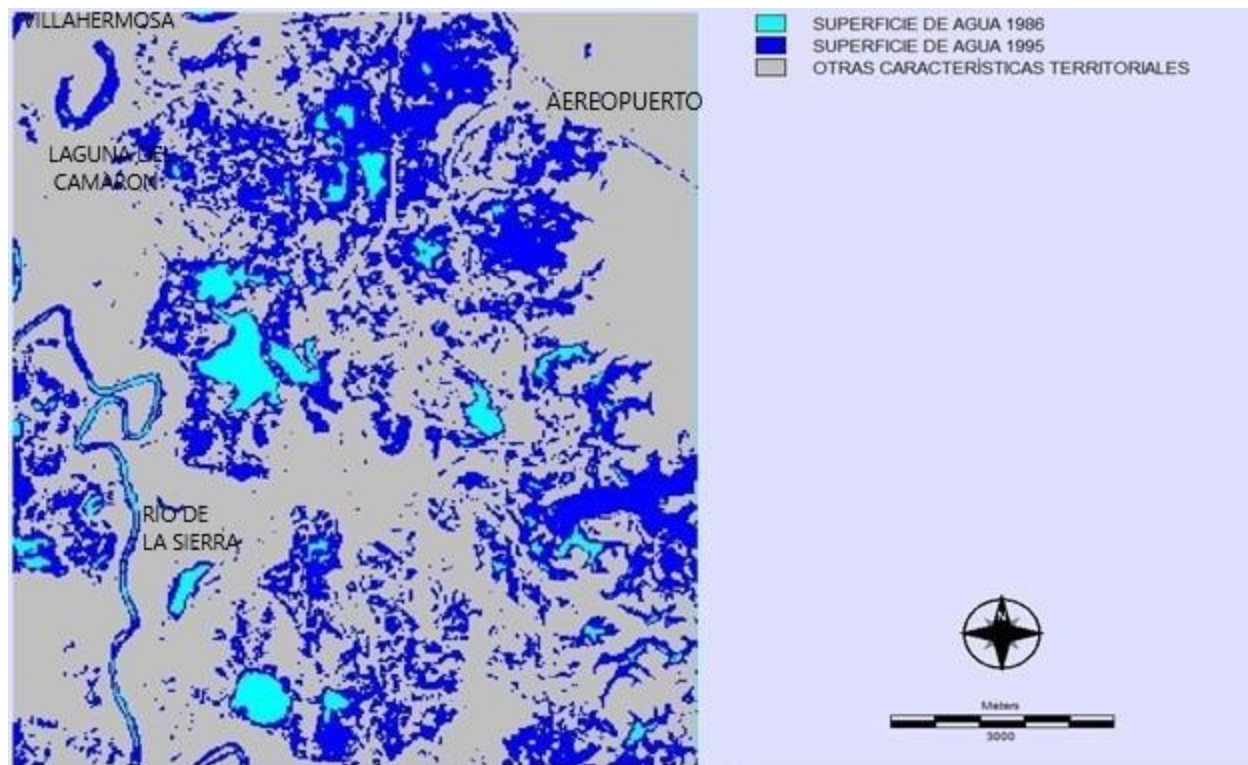 VILLAHERMOSA
SUPERFICIE DE AGUA 1986
SUPERFICIE DE AGUA 1995
OTRAS CARACTERÍSTICAS TERRITORIALES
AEREOPUERTO
LAGUNA DEL
CAMARON
RIO DE
LA SIERRA
N
Meters
3000